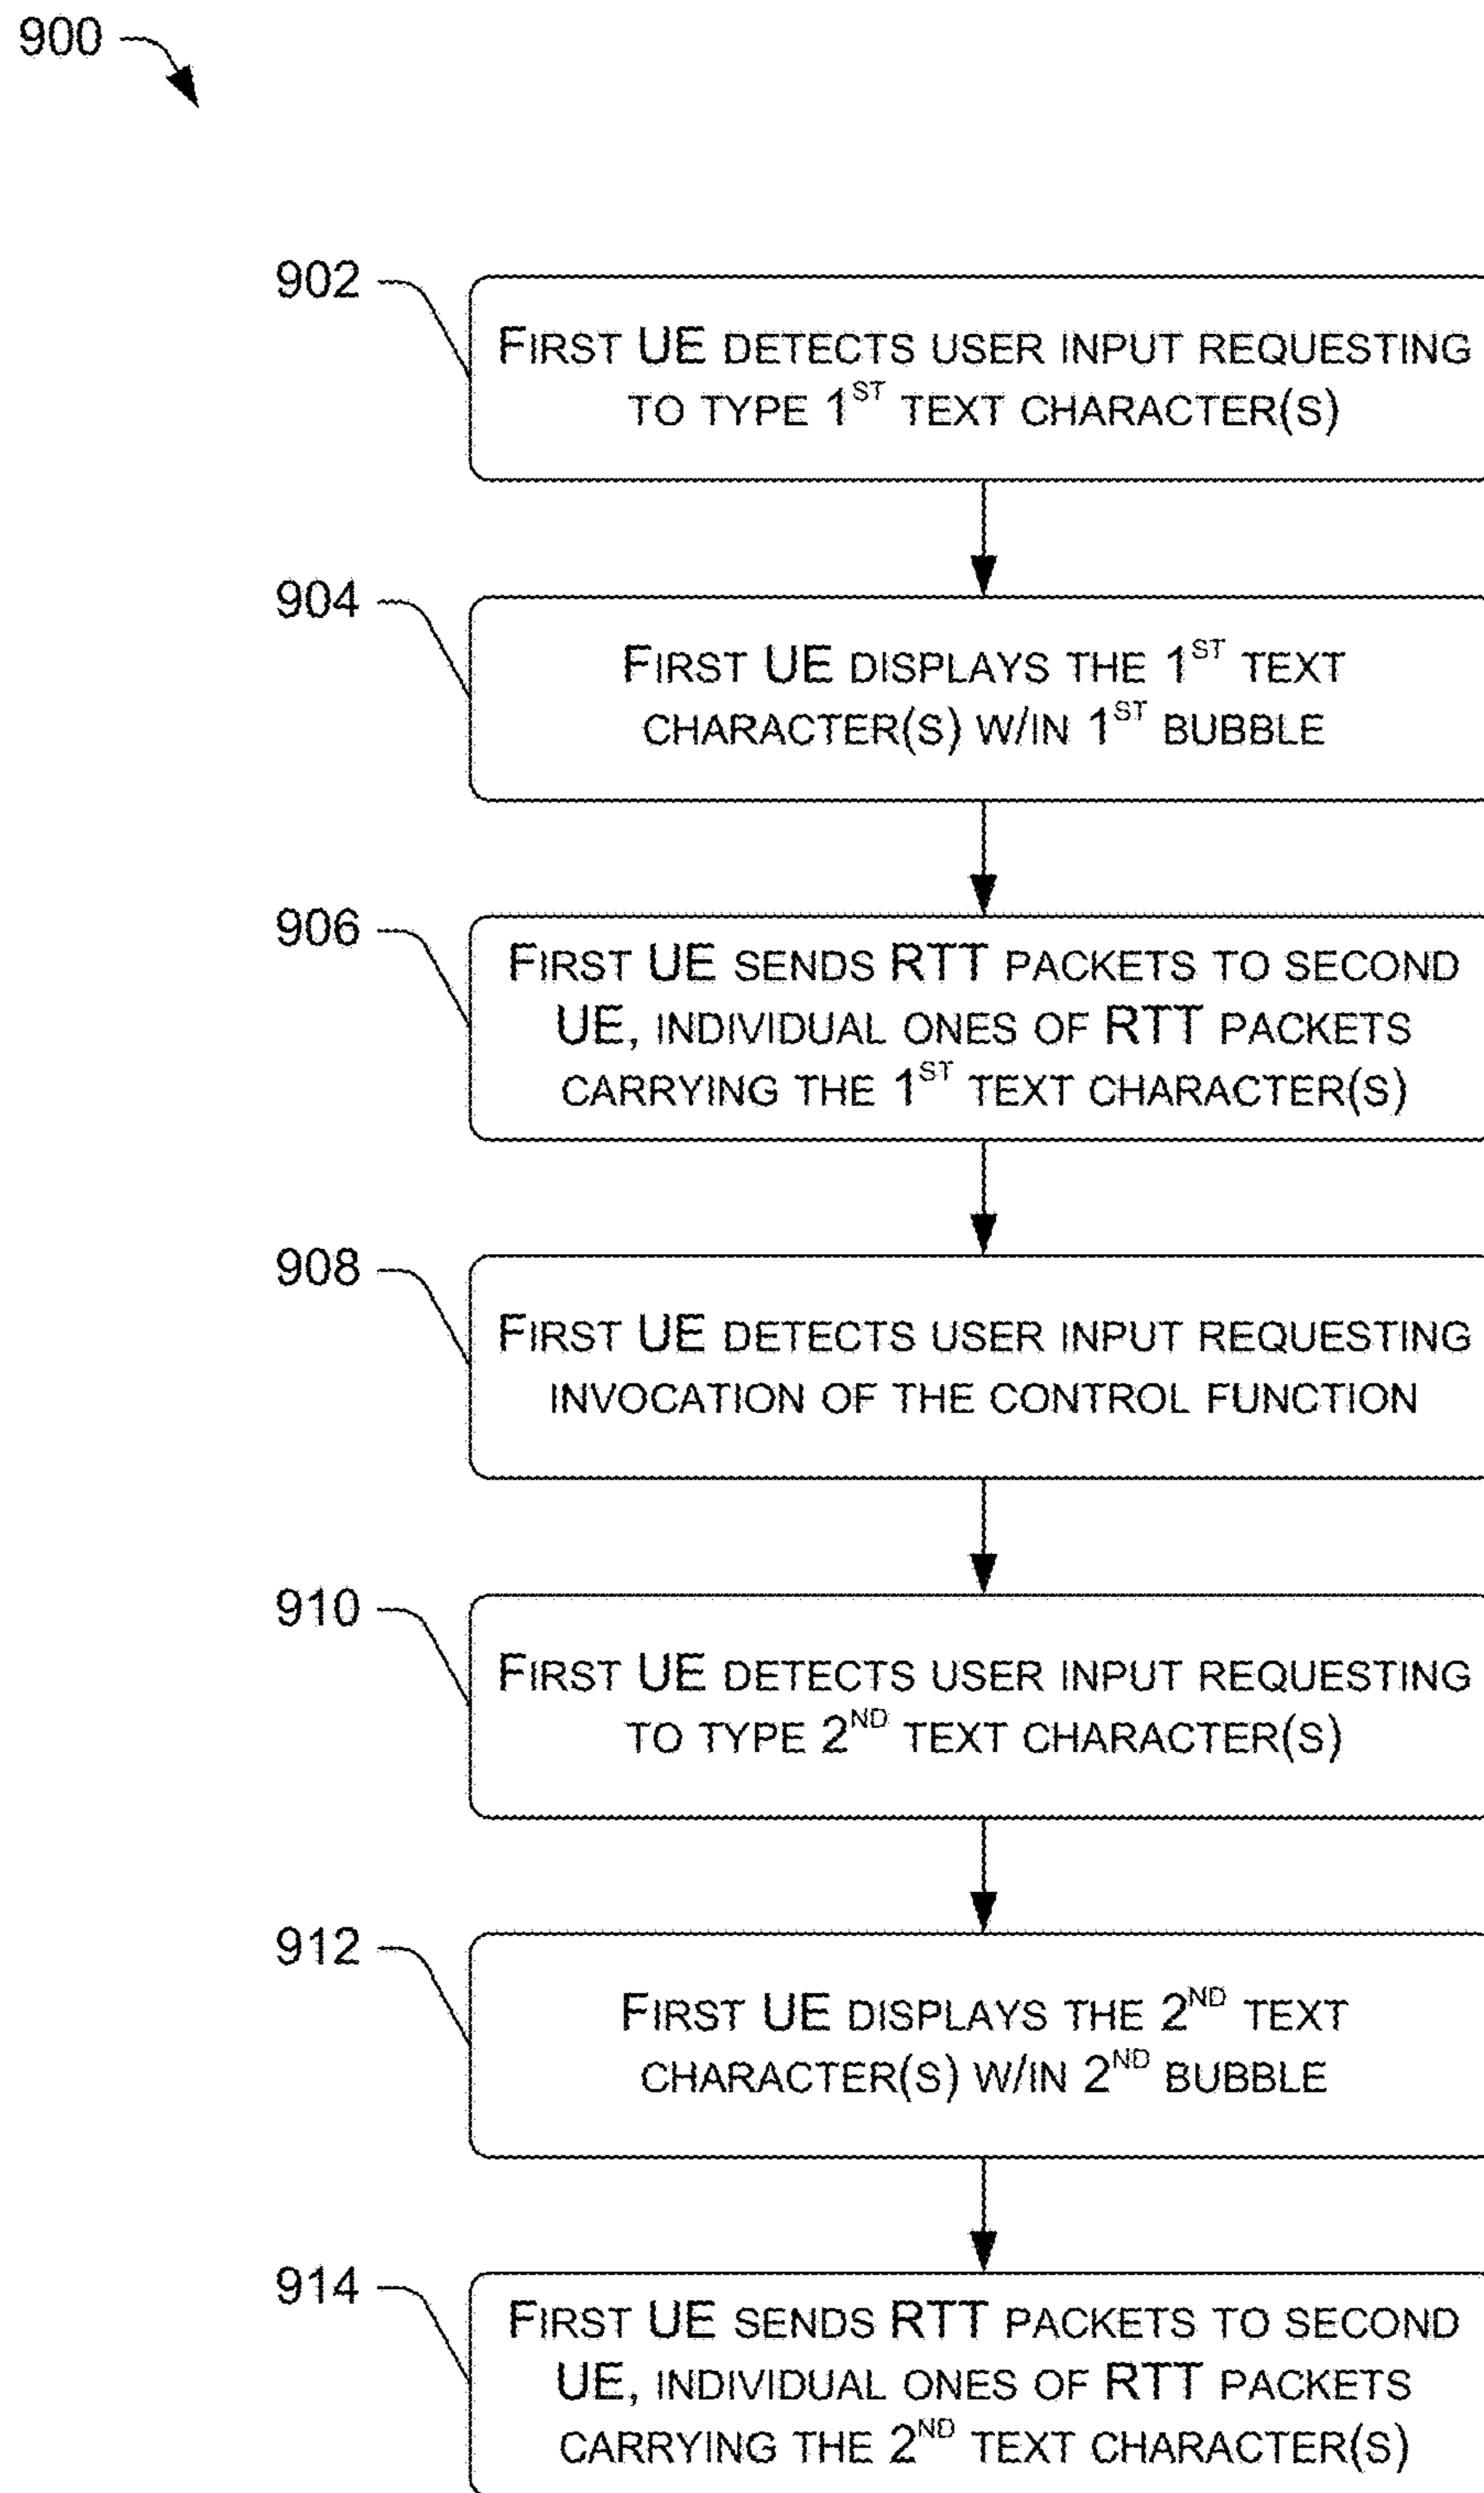 900
902
FIRST UE DETECTS USER INPUT REQUESTING
TO TYPE 1ST TEXT CHARACTER(S)
904
FIRST UE DISPLAYS THE 1ST TEXT
CHARACTER(S) W/IN 1ST BUBBLE
906
FIRST UE SENDS RTT PACKETS TO SECOND
UE, INDIVIDUAL ONES OF RTT PACKETS
CARRYING THE 1ST TEXT CHARACTER(S)
908
FIRST UE DETECTS USER INPUT REQUESTING
INVOCATION OF THE CONTROL FUNCTION
910
FIRST UE DETECTS USER INPUT REQUESTING
TO TYPE 2ND TEXT CHARACTER(S)
912
FIRST UE DISPLAYS THE 2ND TEXT
CHARACTER(S) W/IN 2ND BUBBLE
914
FIRST UE SENDS RTT PACKETS TO SECOND
UE, INDIVIDUAL ONES OF RTT PACKETS
CARRYING THE 2ND TEXT CHARACTER(S)